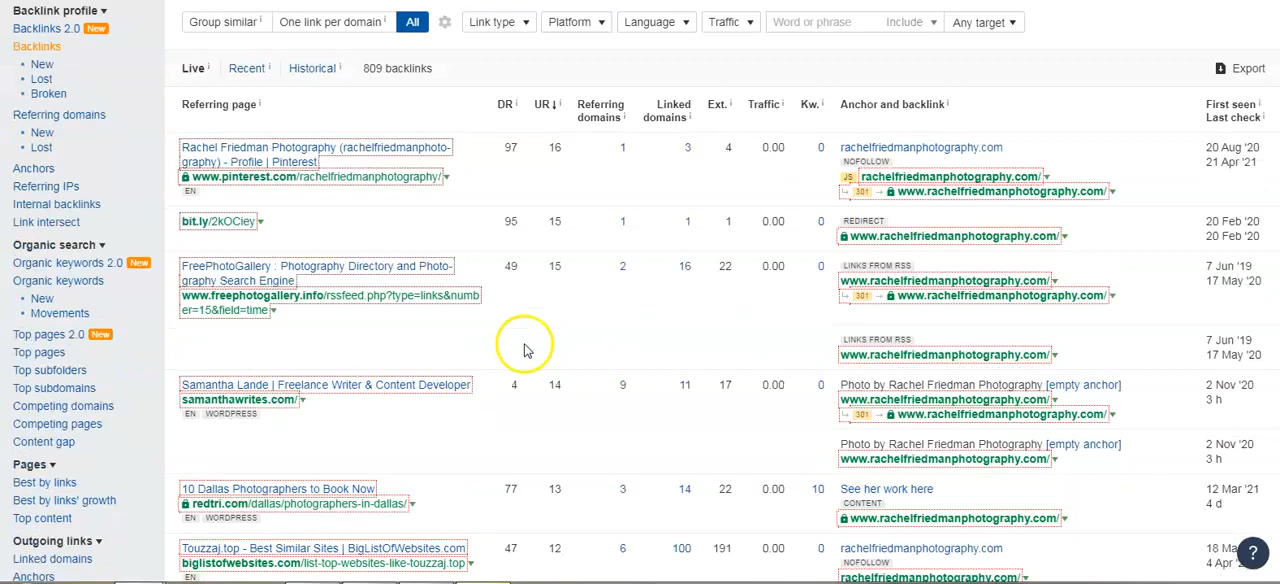 Backlink profile ▾
Backlinks 2.0 New
Backlinks
• New
• Lost
• Broken
Referring domains
• New
• Lost
Anchors
Referring IPs
Internal backlinks
Link intersect
Organic search ▾
Organic keywords 2.0 New
Organic keywords
• New
• Movements
Top pages 2.0 New
Top pages
Top subfolders
Top subdomains
Competing domains
Competing pages
Content gap
Pages ▾
Best by links
Best by links' growth
Top content
Outgoing links ▾
Linked domains
Anchors
Group similar i One link per domain i All Link type ▾ Platform ▾ Language ▾ Traffic ▾ Word or phrase Include ▾ Any target ▾
Live i Recent i Historical i 809 backlinks Export
Referring page i DR i UR ↓ i Referring domains i Linked domains i Ext. i Traffic i Kw. i Anchor and backlink i First seen i Last check i
Rachel Friedman Photography (rachelfriedmanphoto- 97 16 1 3 4 0.00 0 rachelfriedmanphotography.com 20 Aug '20
graphy) - Profile | Pinterest NOFOLLOW 21 Apr '21
www.pinterest.com/rachelfriedmanphotography/ ▾ JS rachelfriedmanphotography.com/ ▾
EN 301 → www.rachelfriedmanphotography.com/ ▾
bit.ly/2kOCiey ▾ 95 15 1 1 1 0.00 0 REDIRECT 20 Feb '20
www.rachelfriedmanphotography.com/ ▾ 20 Feb '20
FreePhotoGallery : Photography Directory and Photo- 49 15 2 16 22 0.00 0 LINKS FROM RSS 7 Jun '19
graphy Search Engine www.rachelfriedmanphotography.com/ ▾ 17 May '20
www.freephotogallery.info/rssfeed.php?type=links&numb 301 → www.rachelfriedmanphotography.com/ ▾
er=15&field=time ▾
LINKS FROM RSS 7 Jun '19
www.rachelfriedmanphotography.com/ ▾ 17 May '20
Samantha Lande | Freelance Writer & Content Developer 4 14 9 11 17 0.00 0 Photo by Rachel Friedman Photography [empty anchor] 2 Nov '20
samanthawrites.com/ ▾ www.rachelfriedmanphotography.com/ ▾ 3 h
EN WORDPRESS 301 → www.rachelfriedmanphotography.com/ ▾
Photo by Rachel Friedman Photography [empty anchor] 2 Nov '20
www.rachelfriedmanphotography.com/ ▾ 3 h
10 Dallas Photographers to Book Now 77 13 3 14 22 0.00 10 See her work here 12 Mar '21
redtri.com/dallas/photographers-in-dallas/ ▾ CONTENT 4 d
EN WORDPRESS www.rachelfriedmanphotography.com/ ▾
Touzzaj.top - Best Similar Sites | BigListOfWebsites.com 47 12 6 100 191 0.00 0 rachelfriedmanphotography.com 18 Ma
biglistofwebsites.com/list-top-websites-like-touzzaj.top ▾ NOFOLLOW 4 Apr
EN rachelfriedmanphotography.com/ ▾
?